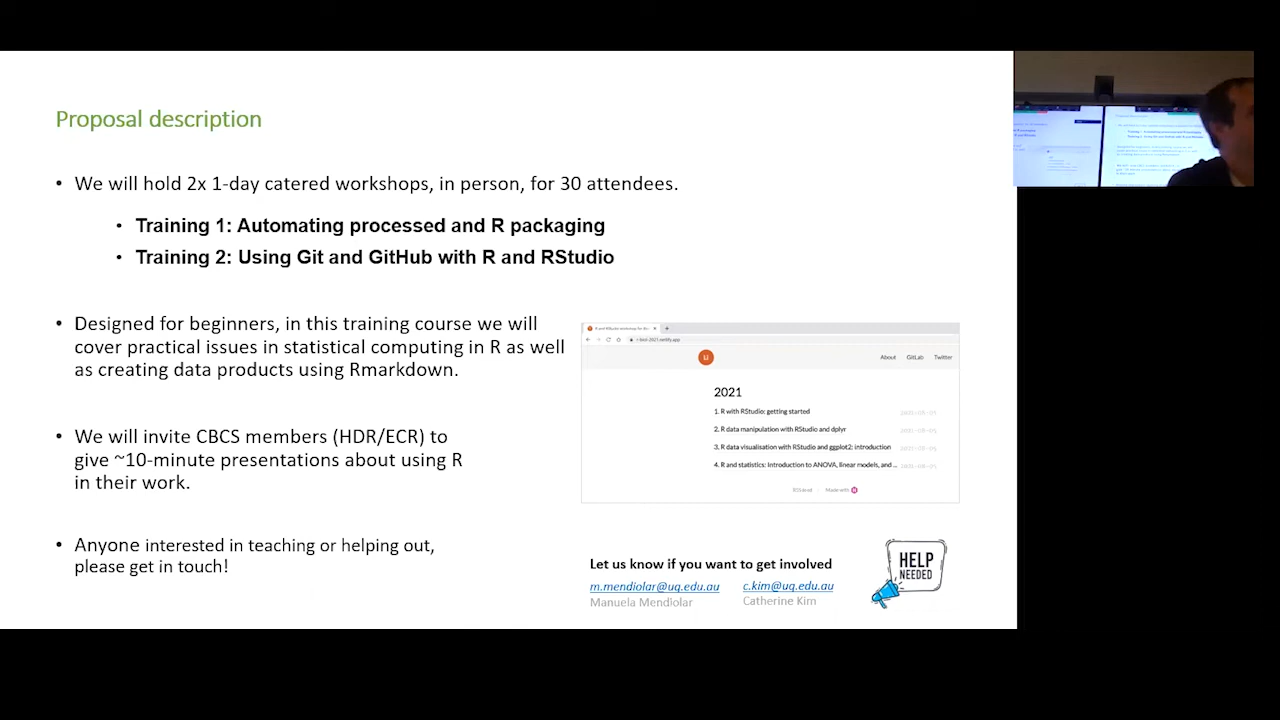 Proposal description
• We will hold 2x 1-day catered workshops, in person, for 30 attendees.
• Training 1: Automating processed and R packaging
• Training 2: Using Git and GitHub with R and RStudio
• Designed for beginners, in this training course we will
cover practical issues in statistical computing in R as well
as creating data products using Rmarkdown.
• We will invite CBCS members (HDR/ECR) to
give ~10-minute presentations about using R
in their work.
• Anyone interested in teaching or helping out,
please get in touch!
About GitLab Twitter
2021
1. R with RStudio: getting started
2. R data manipulation with RStudio and dplyr
3. R data visualisation with RStudio and ggplot2: introduction
4. R and statistics: introduction to ANOVA, linear models, and ...
Made with
Let us know if you want to get involved
m.mendiolar@uq.edu.au c.kim@uq.edu.au
Manuela Mendiolar Catherine Kim
HELP
NEEDED